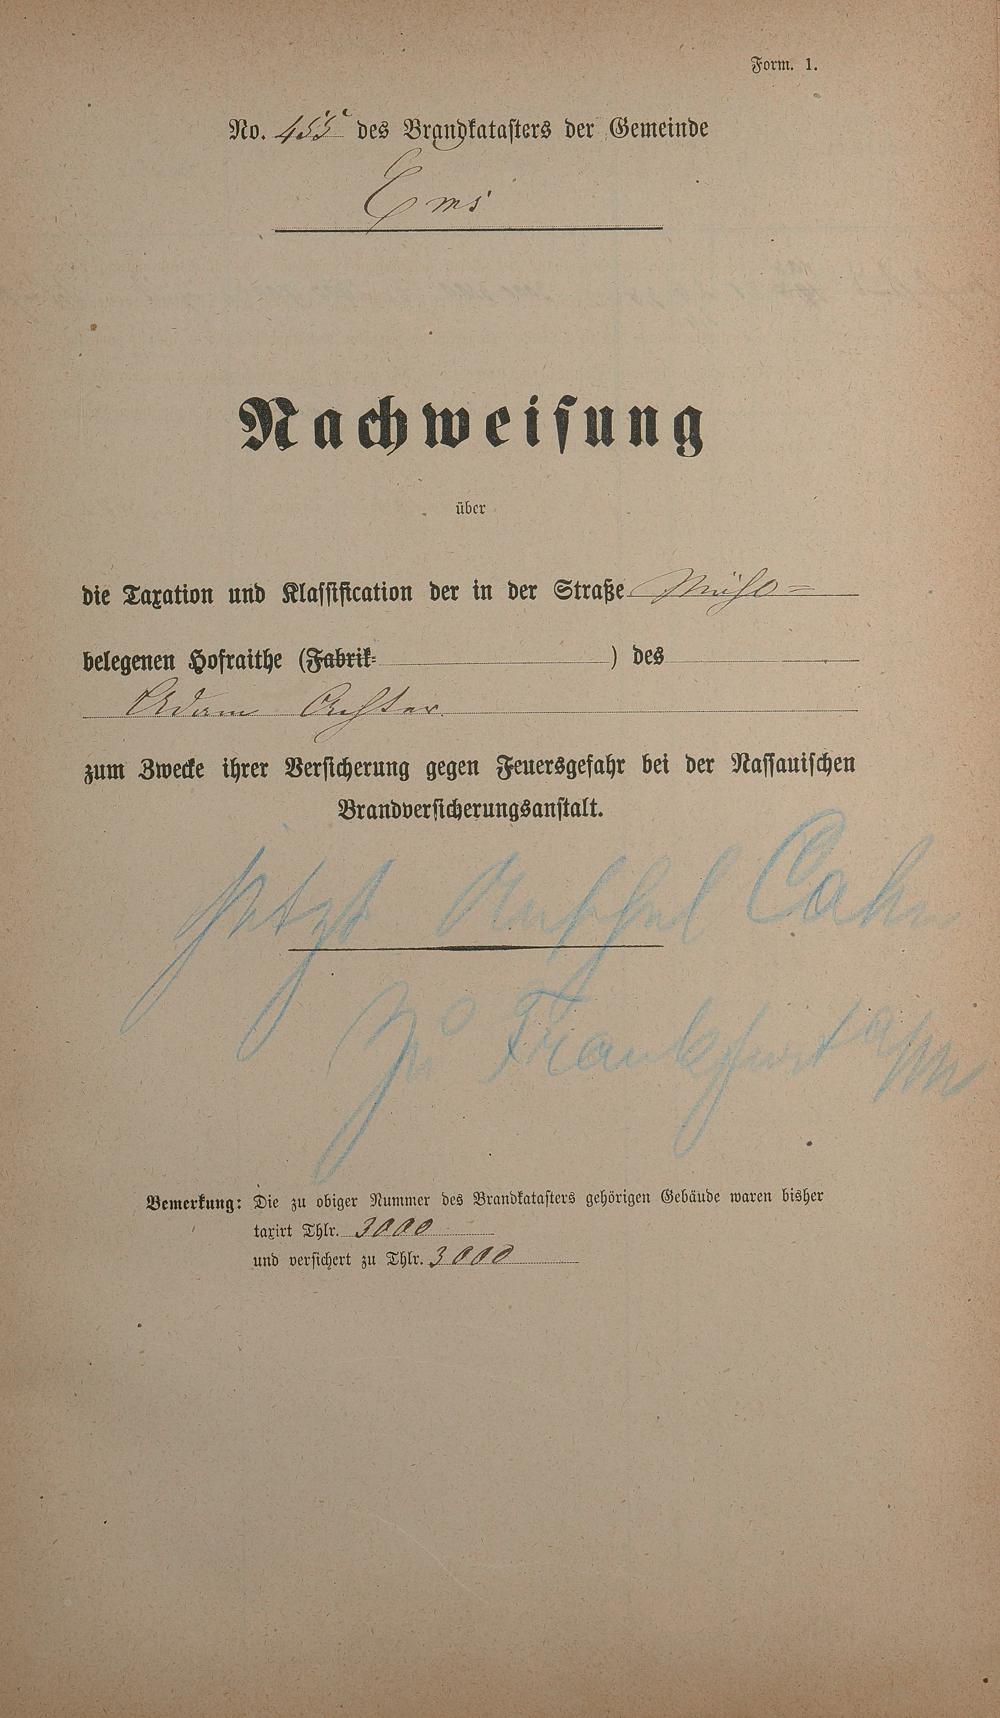 Form. 1.
No. 455 des Brandkatasters der Gemeinde
Ems
Nachweisung
über
die Taxation und Klassification der in der Straße
belegenen Hofraithe (Fabrik- ) des
Adam
zum Zwecke ihrer Versicherung gegen Feuersgefahr bei der Nassauischen
Brandversicherungsanstalt.
jetzt Cahn
zu Frankfurt a/M
Bemerkung: Die zu obiger Nummer des Brandkatasters gehörigen Gebäude waren bisher
taxirt Thlr. 3000
und versichert zu Thlr. 3000